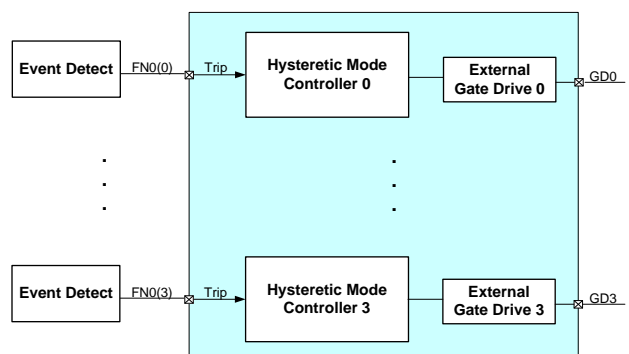 Event Detect
FN0(0)
Trip
Hysteretic Mode
Controller 0
External
Gate Drive 0
GD0
Event Detect
FN0(3)
Trip
Hysteretic Mode
Controller 3
External
Gate Drive 3
GD3